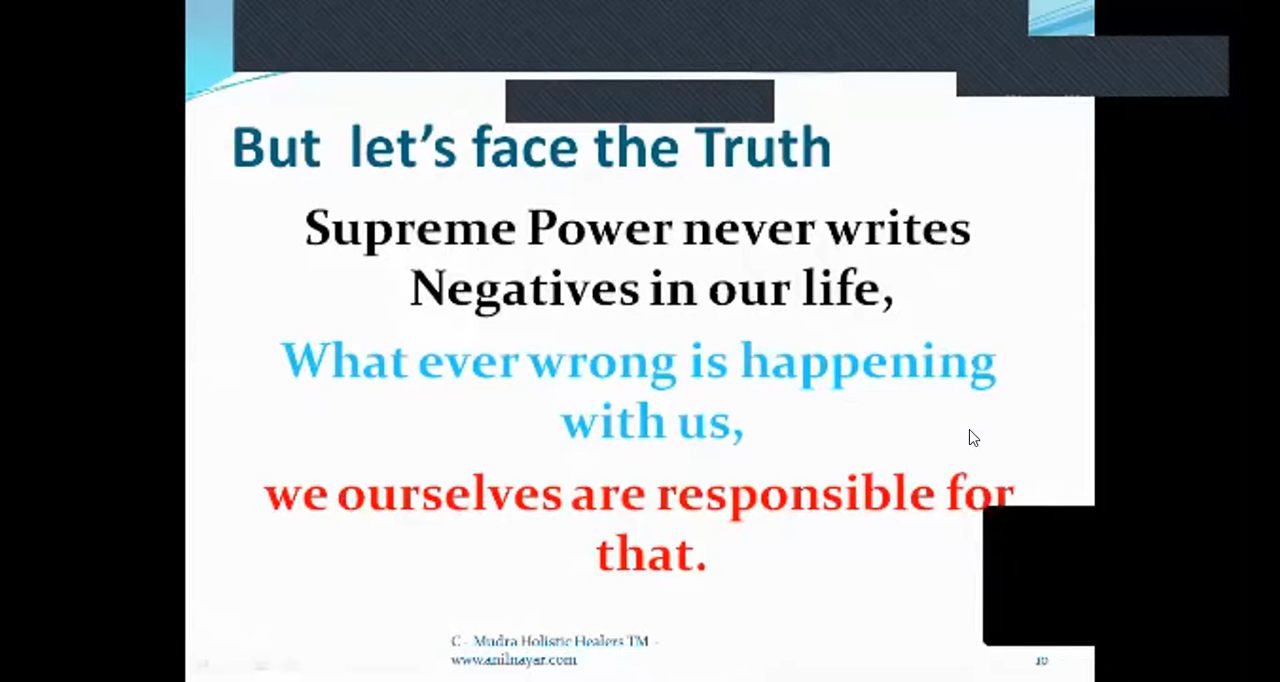 But let's face the Truth
Supreme Power never writes
Negatives in our life,
What ever wrong is happening
with us,
we ourselves are responsible for
that.
C - Mudra Holistic Healers TM -
www.anilnayar.com
10